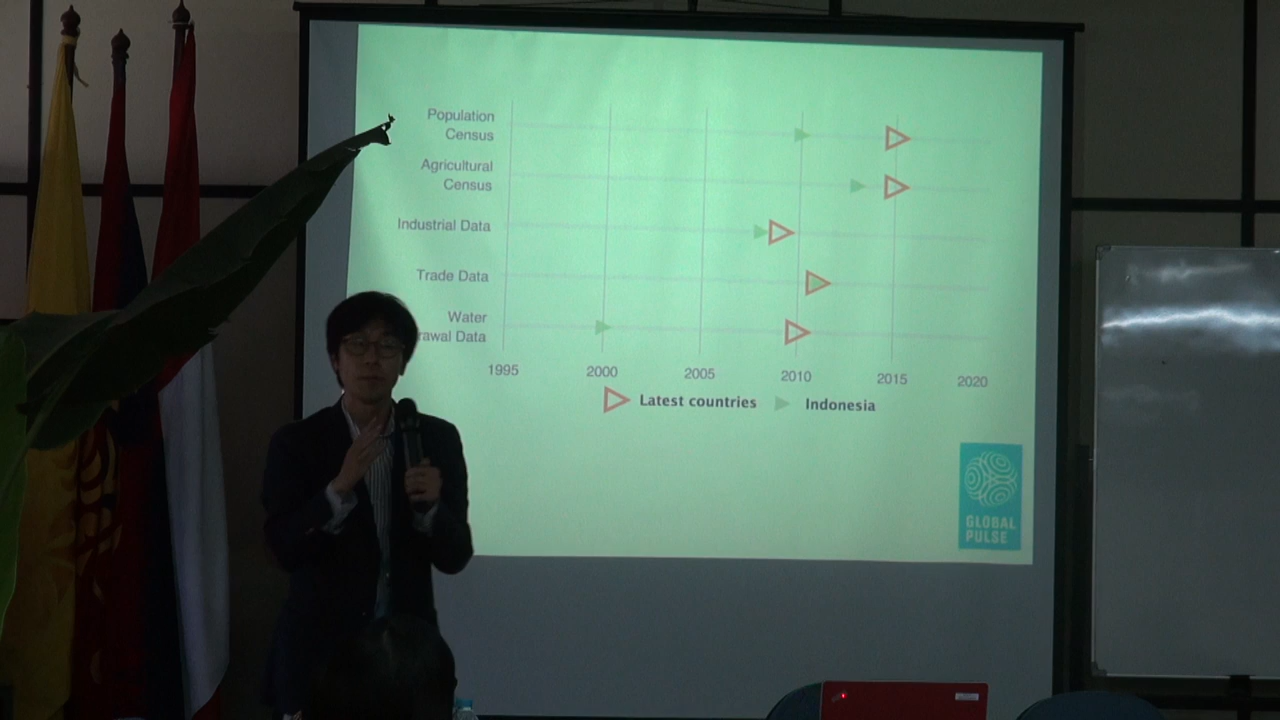 Population
Census
Agricultural
Census
Industrial Data
Trade Data
Water
rawal Data
1995
2000
2005
2010
2015
2020
Latest countries
Indonesia
GLOBAL
PULSE